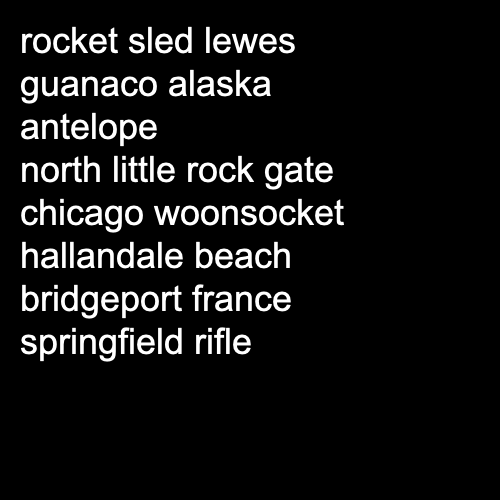 rocket sled lewes
guanaco alaska
antelope
north little rock gate
chicago woonsocket
hallandale beach
bridgeport france
springfield rifle